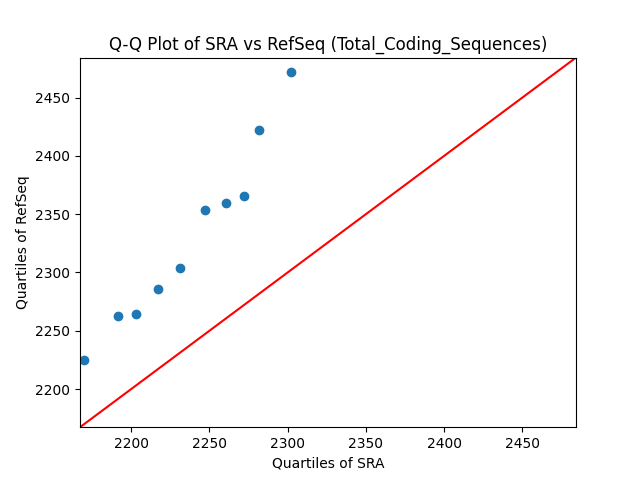 Q-Q Plot of SRA vs RefSeq (Total_Coding_Sequences)
Quartiles of RefSeq
2450
2400
2350
2300
2250
2200
2200 2250 2300 2350 2400 2450
Quartiles of SRA